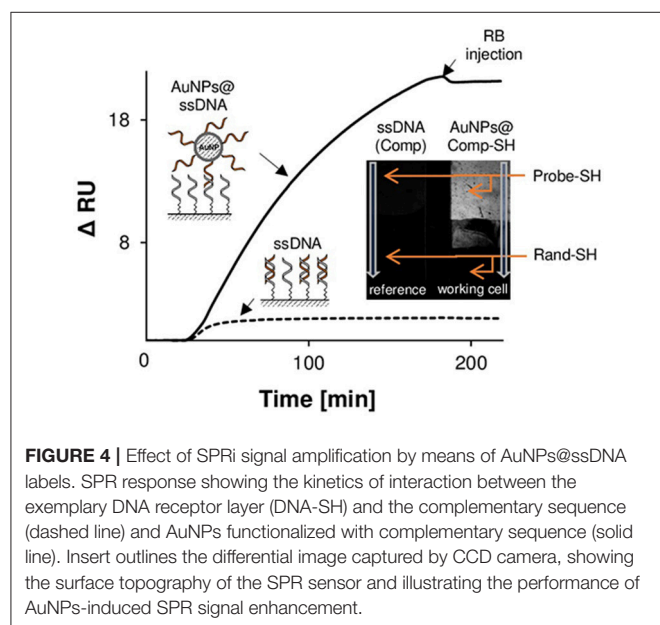 RB
injection
AuNPs@
ssDNA
AuNP
18
Δ RU
8
ssDNA
ssDNA
(Comp)
AuNPs@
Comp-SH
Probe-SH
Rand-SH
reference
working cell
0
100
200
Time [min]
FIGURE 4 | Effect of SPRi signal amplification by means of AuNPs@ssDNA
labels. SPR response showing the kinetics of interaction between the
exemplary DNA receptor layer (DNA-SH) and the complementary sequence
(dashed line) and AuNPs functionalized with complementary sequence (solid
line). Insert outlines the differential image captured by CCD camera, showing
the surface topography of the SPR sensor and illustrating the performance of
AuNPs-induced SPR signal enhancement.